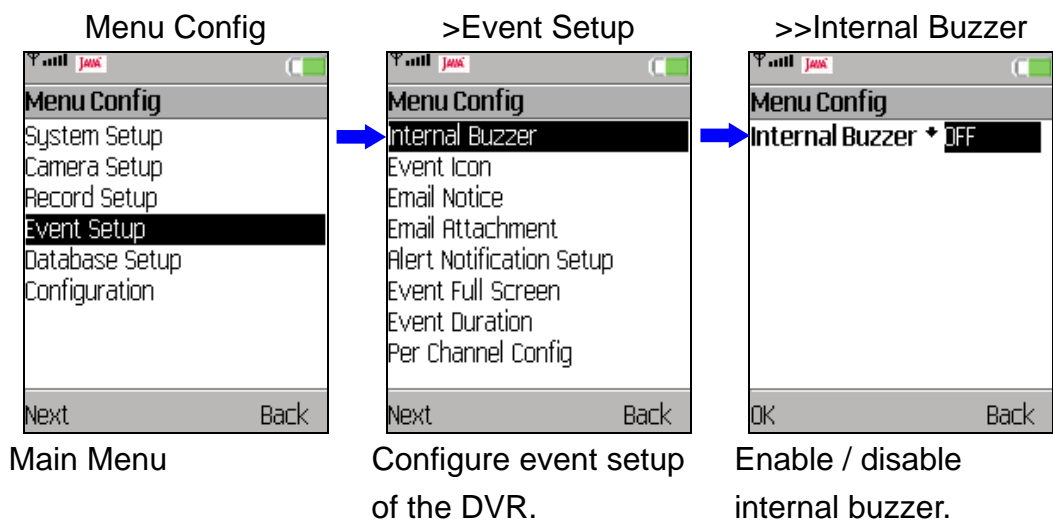 Menu Config
>Event Setup
>>Internal Buzzer
JAVA
Menu Config
System Setup
Camera Setup
Record Setup
Event Setup
Database Setup
Configuration
Next Back
Main Menu
JAVA
Menu Config
Internal Buzzer
Event Icon
Email Notice
Email Attachment
Alert Notification Setup
Event Full Screen
Event Duration
Per Channel Config
Next Back
Configure event setup
of the DVR.
JAVA
Menu Config
Internal Buzzer OFF
OK Back
Enable / disable
internal buzzer.